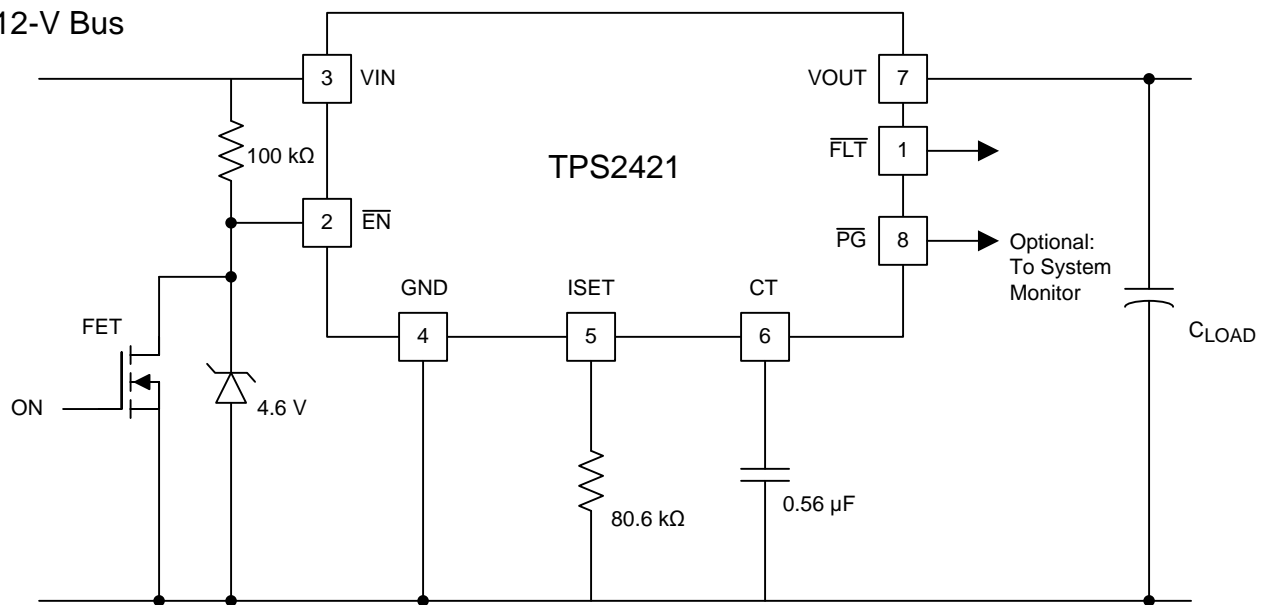 12-V Bus
3
VIN
VOUT
7
100 kΩ
TPS2421
FLT
1
2
EN
PG
8
Optional:
To System
Monitor
GND
ISET
CT
FET
4
5
6
CLOAD
ON
4.6 V
80.6 kΩ
0.56 µF